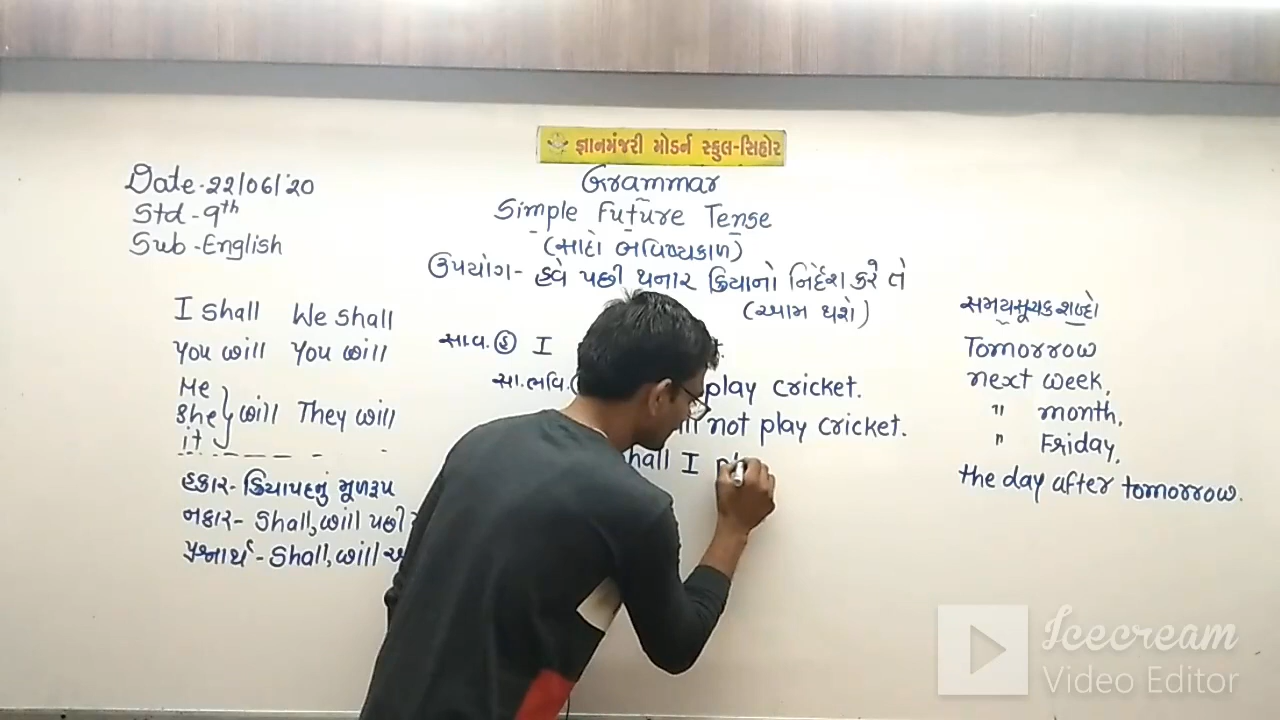 જ્ઞાનમંજરી મોડર્ન સ્કુલ-સિહોર
Date-22/06/'20
Std-9th
Sub-English
Grammar
Simple Future Tense
(સાદો ભવિષ્યકાળ)
ઉપયોગ- હવે પછી થનાર ક્રિયાનો નિર્દેશ કરે તે
(આમ થશે)
I shall We shall
You will You will
He
She } will They will
it
હકાર- ક્રિયાપદનું મૂળરૂપ
નકાર- Shall, will પછી
પ્રશ્નાર્થ- Shall, will
સા.વ. હ I
સા.ભવિ. play cricket.
not play cricket.
Shall I
સમયસૂચક શબ્દો
Tomorrow
next week,
" month,
" Friday,
the day after tomorrow.
Icecream
Video Editor